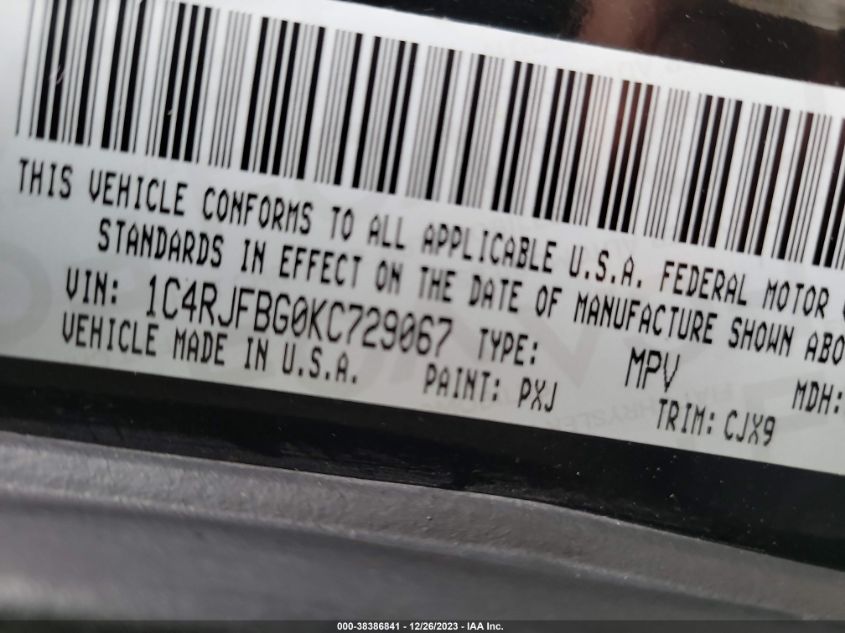 THIS VEHICLE CONFORMS TO ALL APPLICABLE U.S.A. FEDERAL MOTOR
STANDARDS IN EFFECT ON THE DATE OF MANUFACTURE SHOWN ABO
VIN: 1C4RJFBG0KC729067 TYPE: MPV MDH:
VEHICLE MADE IN U.S.A. PAINT: PXJ TRIM: CJX9
000-38386841 - 12/26/2023 - IAA Inc.